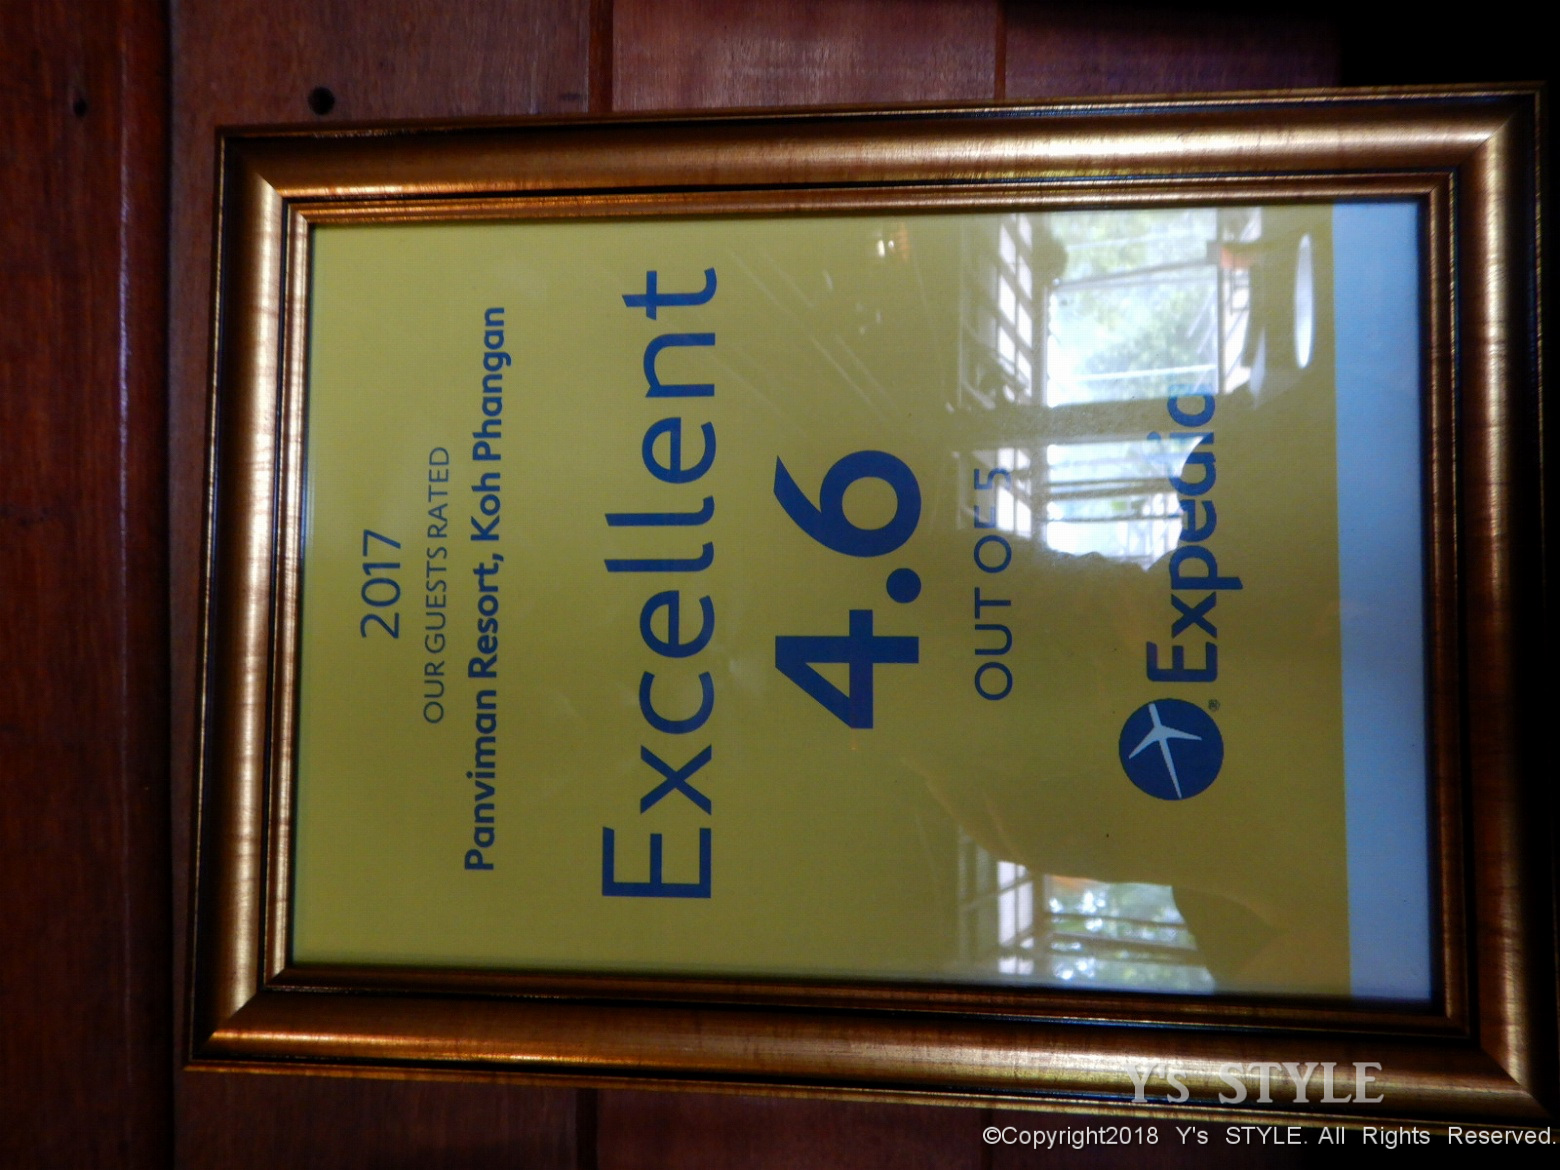 2017
OUR GUESTS RATED
Panviman Resort, Koh Phangan
Excellent
4.6
OUT OF 5
Expedia®
Y's STYLE
©Copyright2018 Y's STYLE. All Rights Reserved.